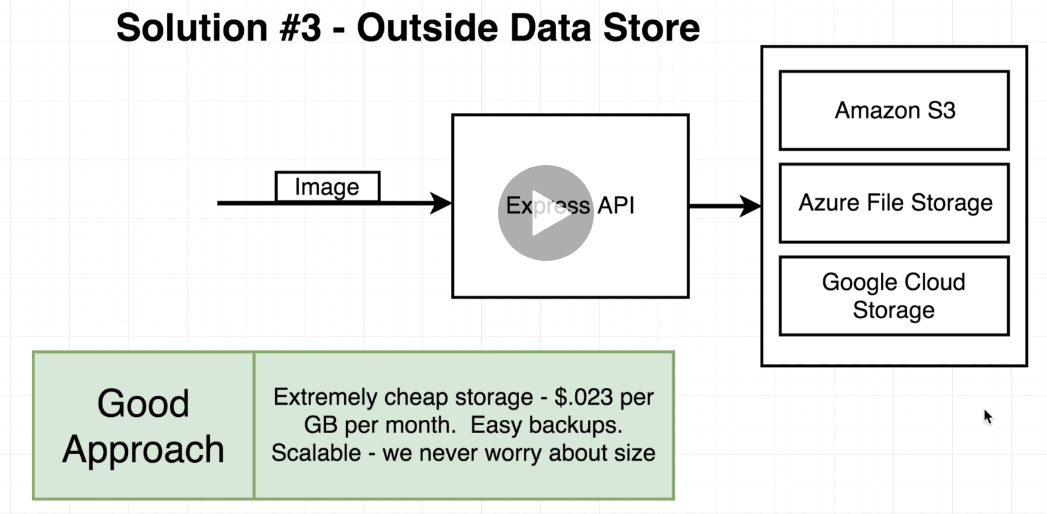 Solution #3 - Outside Data Store
Image
Express API
Amazon S3
Azure File Storage
Google Cloud
Storage
Good
Approach
Extremely cheap storage - $.023 per
GB per month.  Easy backups.
Scalable - we never worry about size